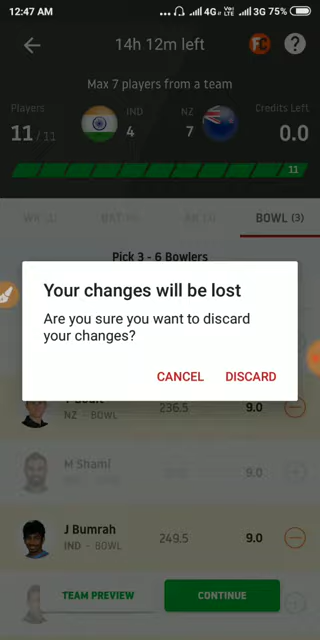 12:47 AM
4G
Vo
LTE
3G 75%
14h 12m left
FC
?
Max 7 players from a team
Players
IND
NZ
Credits Left
11/11
4
7
0.0
11
BOWL (3)
Pick 3 - 6 Bowlers
Your changes will be lost
Are you sure you want to discard
your changes?
CANCEL
DISCARD
NZ - BOWL
236.5
9.0
M Shami
9.0
J Bumrah
249.5
9.0
IND - BOWL
TEAM PREVIEW
CONTINUE